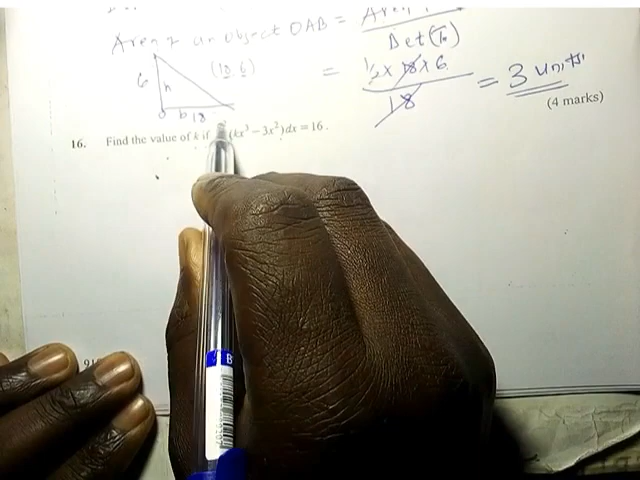 Area of an object OAB = Area
Det(T)
6 h (18, 6) = 1/2 x 18 x 6 = 3 units
18
0 b 18
(4 marks)
16. Find the value of k if (kx³ − 3x²)dx = 16.